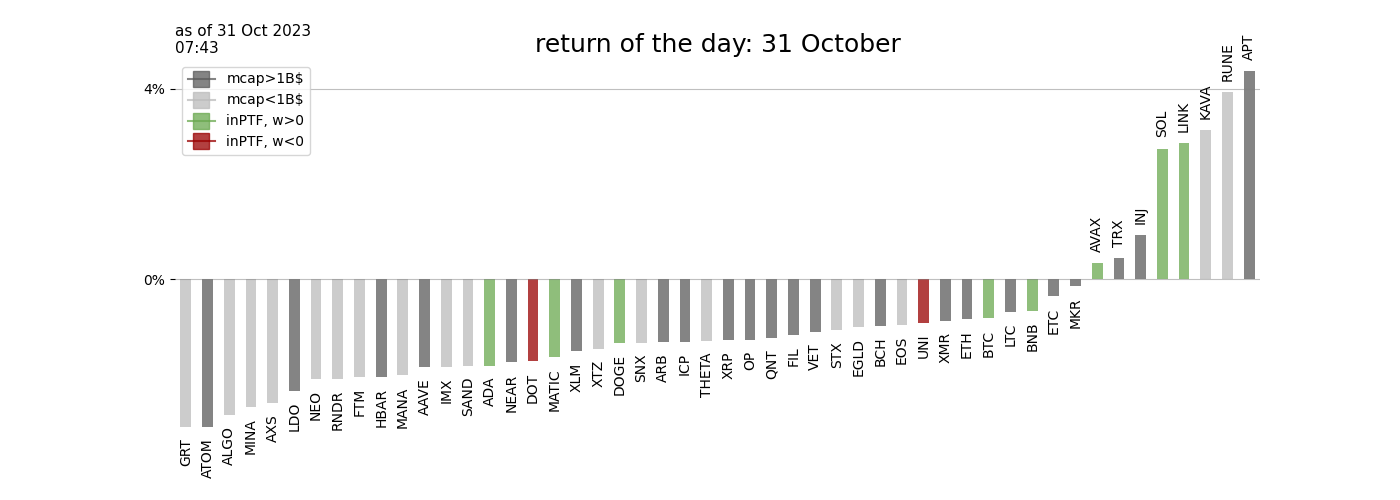 as of 31 Oct 2023
07:43
return of the day: 31 October
mcap>1B$
mcap<1B$
inPTF, w>0
inPTF, w<0
4%
0%
GRT
ATOM
ALGO
MINA
AXS
LDO
NEO
RNDR
FTM
HBAR
MANA
AAVE
IMX
SAND
ADA
NEAR
DOT
MATIC
XLM
XTZ
DOGE
SNX
ARB
ICP
THETA
XRP
OP
QNT
FIL
VET
STX
EGLD
BCH
EOS
UNI
XMR
ETH
BTC
LTC
BNB
ETC
MKR
AVAX
TRX
INJ
SOL
LINK
KAVA
RUNE
APT